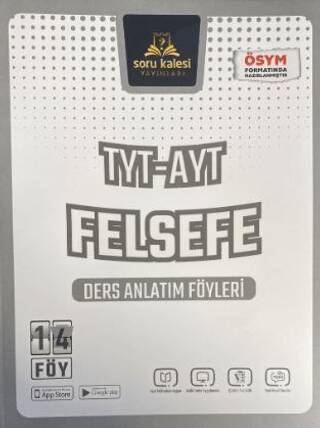 soru kalesi
YAYINLARI
ÖSYM
FORMATINDA
HAZIRLANMIŞTIR
TYT-AYT
FELSEFE
DERS ANLATIM FÖYLERİ
14
FÖY
App Store
Google play